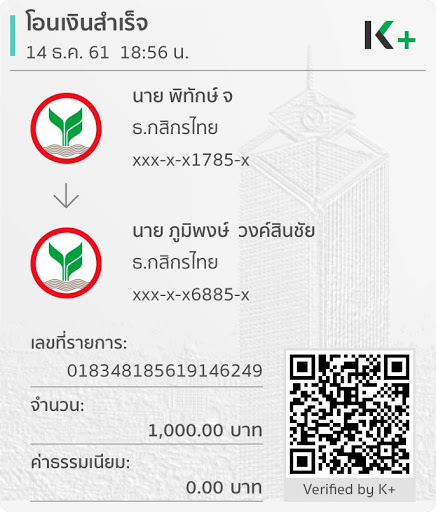 โอนเงินสำเร็จ
14 ธ.ค. 61 18:56 น.
K+
นาย พิทักษ์ จ
ธ.กสิกรไทย
xxx-x-x1785-x
นาย ภูมิพงษ์ วงค์สินชัย
ธ.กสิกรไทย
xxx-x-x6885-x
เลขที่รายการ:
018348185619146249
จำนวน:
1,000.00 บาท
ค่าธรรมเนียม:
0.00 บาท
Verified by K+